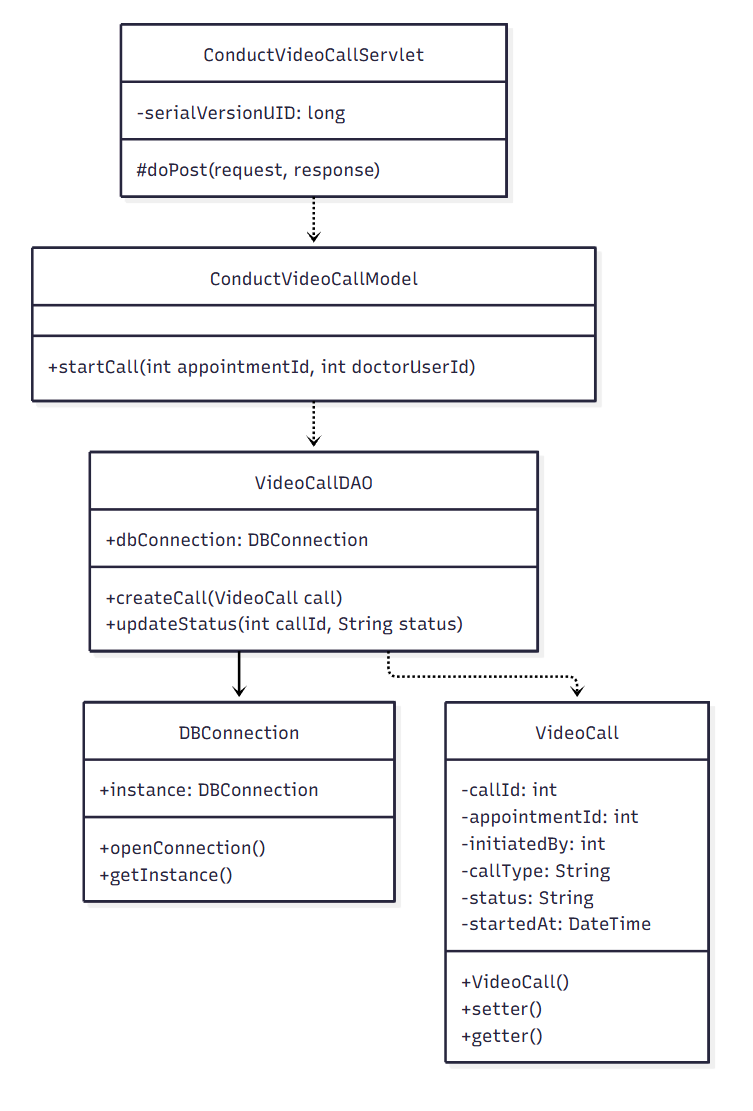 ConductVideoCallServlet
-serialVersionUID: long
#doPost(request, response)
ConductVideoCallModel
+startCall(int appointmentId, int doctorUserId)
VideoCallDAO
+dbConnection: DBConnection
+createCall(VideoCall call)
+updateStatus(int callId, String status)
DBConnection
+instance: DBConnection
+openConnection()
+getInstance()
VideoCall
-callId: int
-appointmentId: int
-initiatedBy: int
-callType: String
-status: String
-startedAt: DateTime
+VideoCall()
+setter()
+getter()